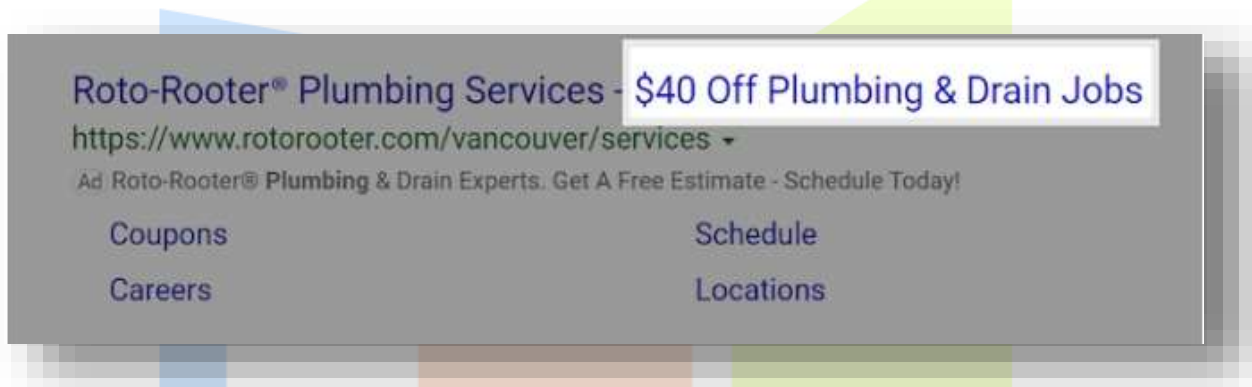 Roto-Rooter® Plumbing Services - $40 Off Plumbing & Drain Jobs
https://www.rotorooter.com/vancouver/services
Ad Roto-Rooter® Plumbing & Drain Experts. Get A Free Estimate - Schedule Today!
Coupons Schedule
Careers Locations